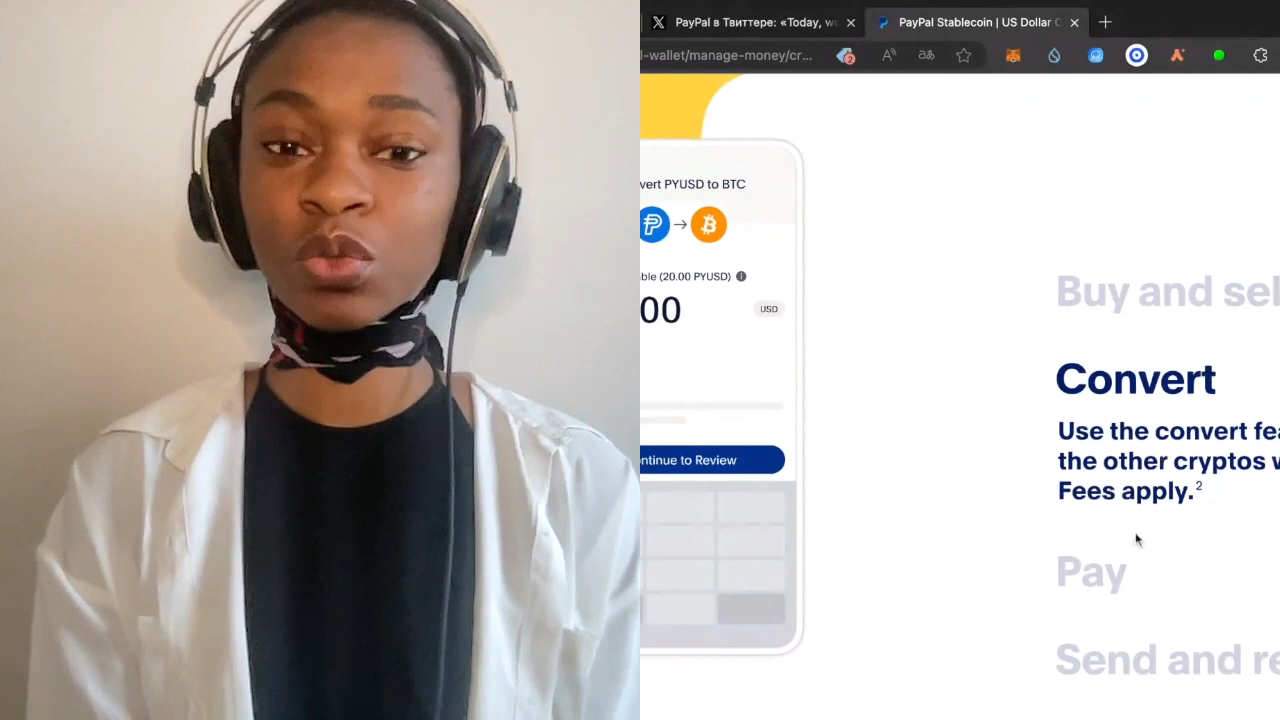 PayPal в Твиттере: «Today, w
PayPal Stablecoin | US Dollar
l-wallet/manage-money/cr...
2
vert PYUSD to BTC
ble (20.00 PYUSD)
00
USD
ntinue to Review
Buy and sel
Convert
Use the convert fea
the other cryptos w
Fees apply.²
Pay
Send and re